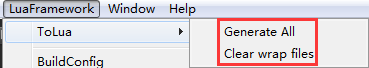 LuaFramework Window Help
ToLua Generate All
Clear wrap files
BuildConfig